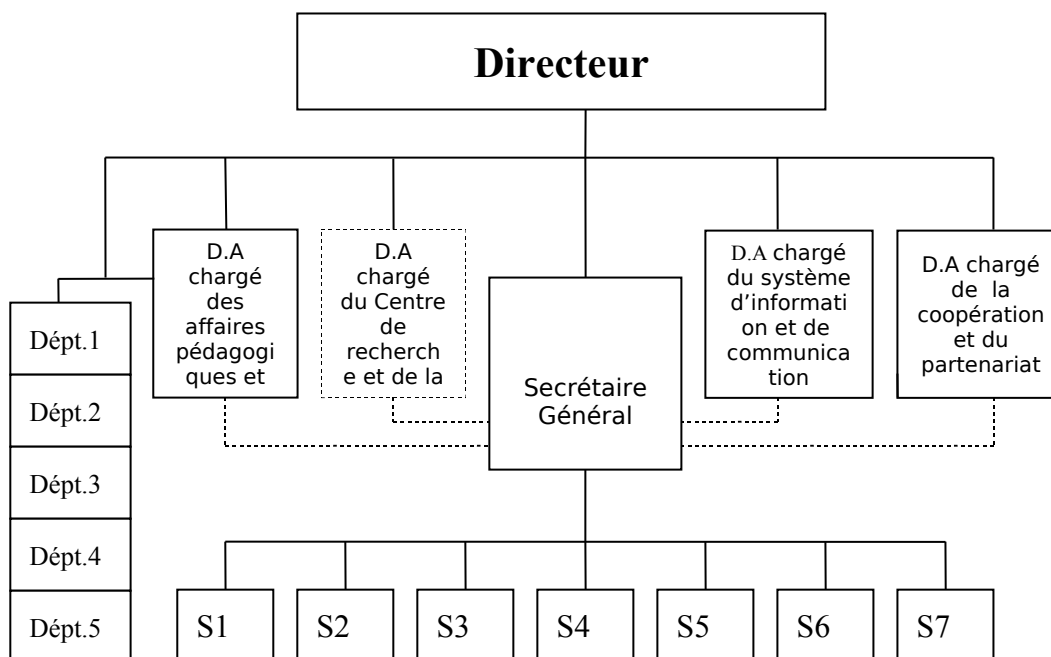 Directeur
D.A
chargé
des
affaires
pédagogi
ques et
D.A
chargé
du Centre
de
recherch
e et de la
Secrétaire
Général
D.A chargé
du système
d’informati
on et de
communica
tion
D.A chargé
de la
coopération
et du
partenariat
Dépt.1
Dépt.2
Dépt.3
Dépt.4
Dépt.5
S1
S2
S3
S4
S5
S6
S7